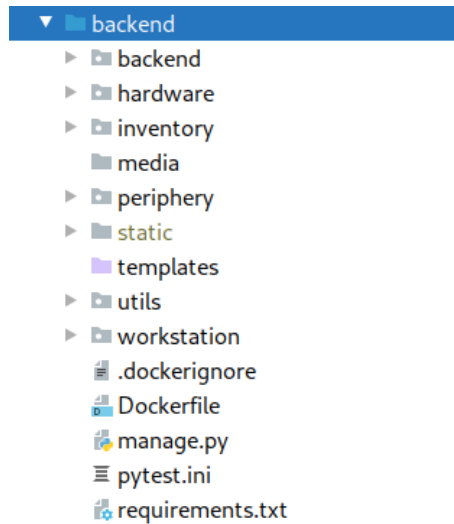 backend
backend
hardware
inventory
media
periphery
static
templates
utils
workstation
.dockerignore
Dockerfile
manage.py
pytest.ini
requirements.txt